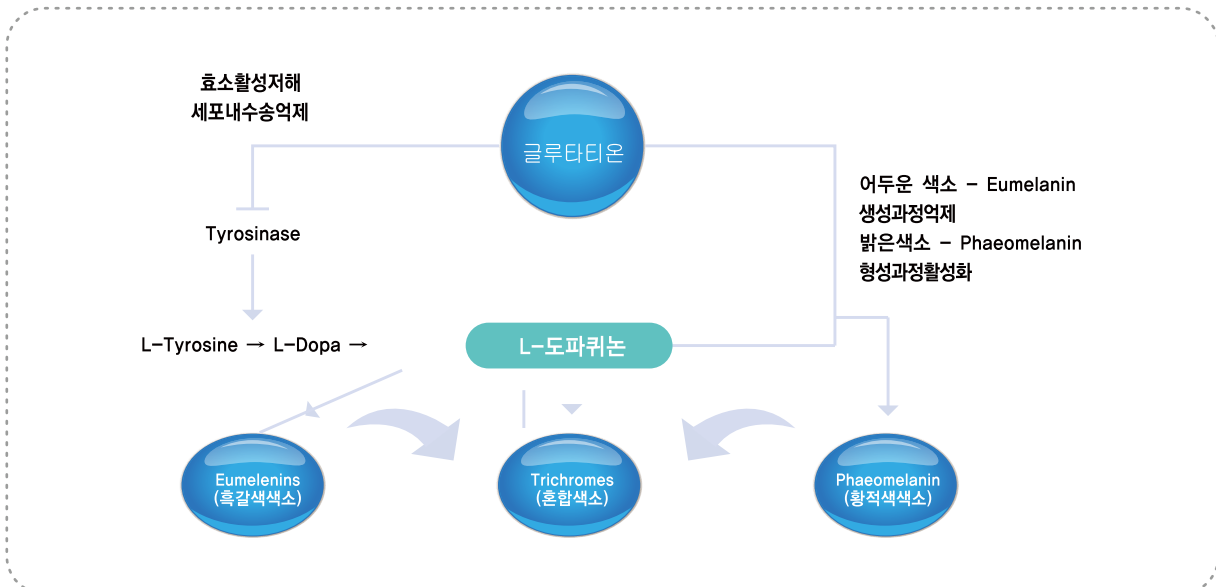 효소활성저해
세포내수송억제
글루타티온
어두운 색소 - Eumelanin
생성과정억제
밝은색소 - Phaeomelanin
형성과정활성화
Tyrosinase
L-Tyrosine → L-Dopa →
L-도파퀴논
Eumelenins
(흑갈색색소)
Trichromes
(혼합색소)
Phaeomelanin
(황적색색소)